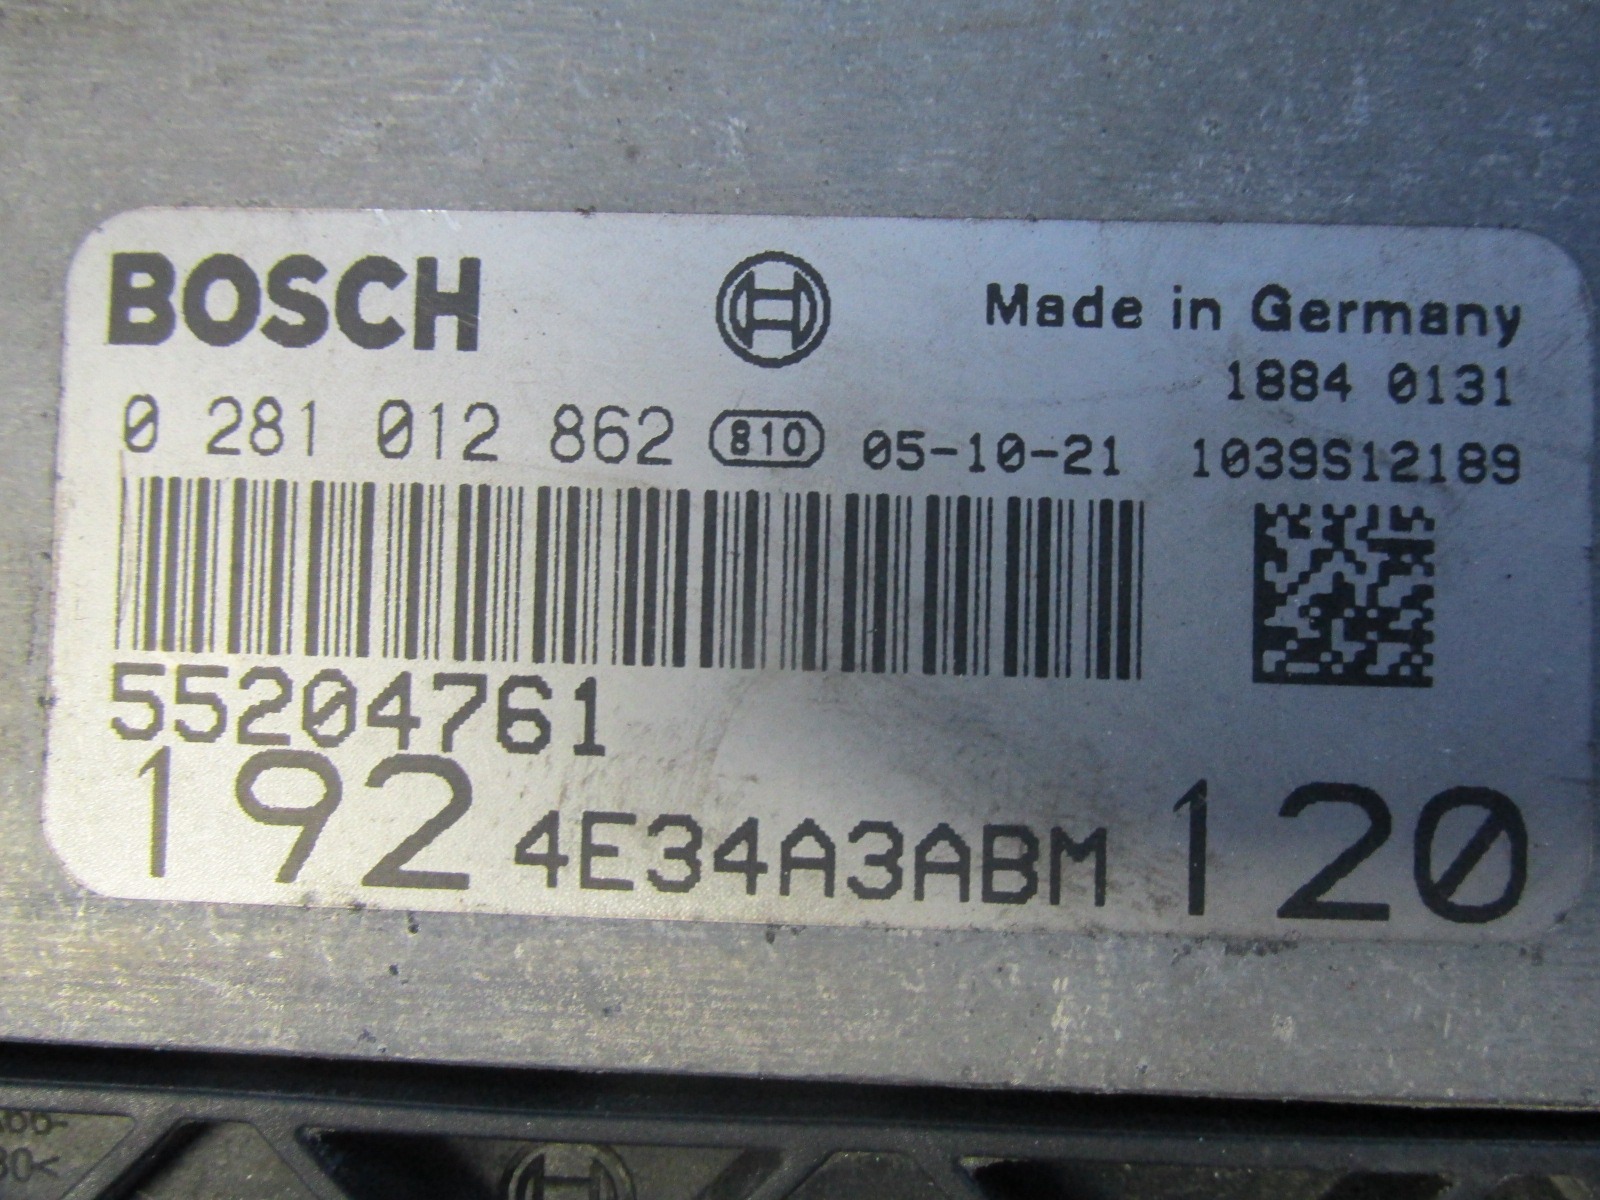 BOSCH
Made in Germany
1884 0131
0 281 012 862 810 05-10-21 1039S12189
55204761
192 4E34A3ABM 120
80<